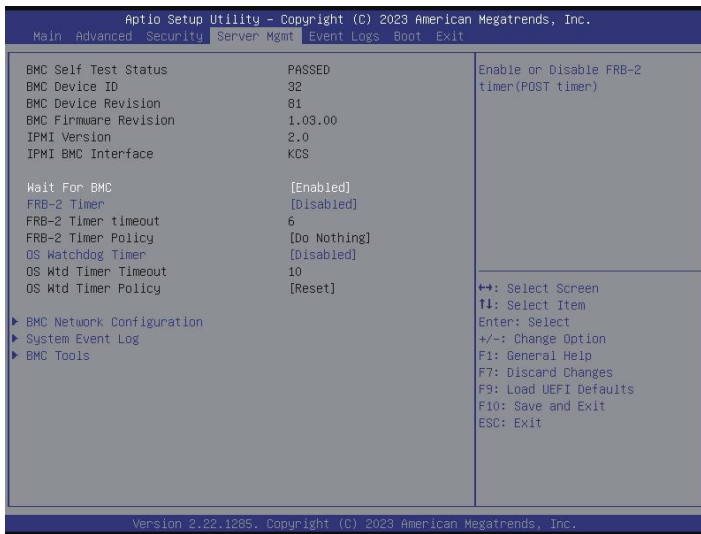 Aptio Setup Utility – Copyright (C) 2023 American Megatrends, Inc.
Main Advanced Security Server Mgmt Event Logs Boot Exit
BMC Self Test Status PASSED
BMC Device ID 32
BMC Device Revision 81
BMC Firmware Revision 1.03.00
IPMI Version 2.0
IPMI BMC Interface KCS
Wait For BMC [Enabled]
FRB-2 Timer [Disabled]
FRB-2 Timer timeout 6
FRB-2 Timer Policy [Do Nothing]
OS Watchdog Timer [Disabled]
OS Wtd Timer Timeout 10
OS Wtd Timer Policy [Reset]
▶ BMC Network Configuration
▶ System Event Log
▶ BMC Tools
Enable or Disable FRB-2
timer(POST timer)
↔: Select Screen
↑↓: Select Item
Enter: Select
+/-: Change Option
F1: General Help
F7: Discard Changes
F9: Load UEFI Defaults
F10: Save and Exit
ESC: Exit
Version 2.22.1285. Copyright (C) 2023 American Megatrends, Inc.